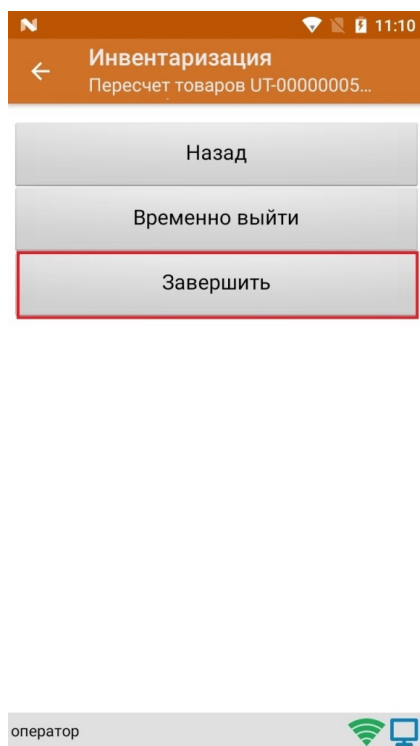 11:10
Инвентаризация
Пересчет товаров UT-00000005...
Назад
Временно выйти
Завершить
оператор